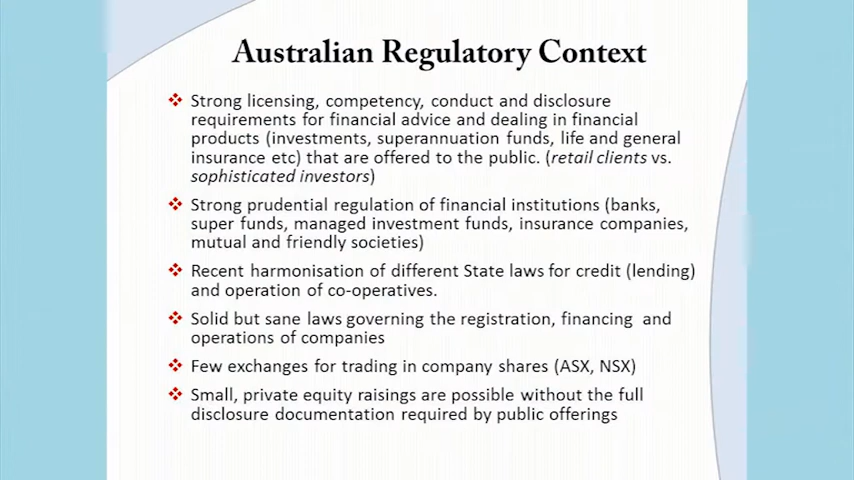 Australian Regulatory Context
Strong licensing, competency, conduct and disclosure
requirements for financial advice and dealing in financial
products (investments, superannuation funds, life and general
insurance etc) that are offered to the public. (retail clients vs.
sophisticated investors)
Strong prudential regulation of financial institutions (banks,
super funds, managed investment funds, insurance companies,
mutual and friendly societies)
Recent harmonisation of different State laws for credit (lending)
and operation of co-operatives.
Solid but sane laws governing the registration, financing and
operations of companies
Few exchanges for trading in company shares (ASX, NSX)
Small, private equity raisings are possible without the full
disclosure documentation required by public offerings